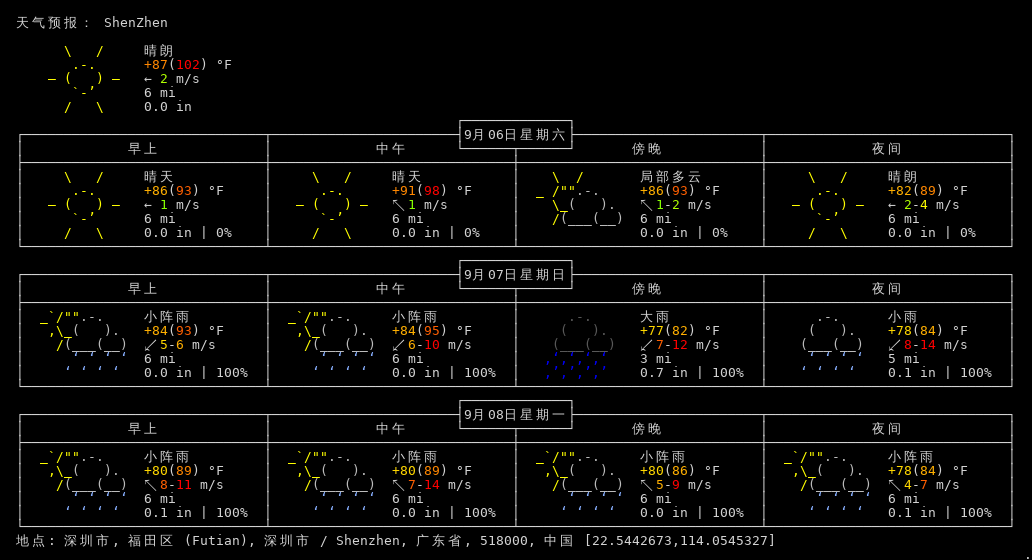 天气预报： ShenZhen
晴朗
+87(102) °F
← 2 m/s
6 mi
0.0 in
9月06日星期六
早上 中午 傍晚 夜间
晴天 晴天 局部多云 晴朗
+86(93) °F +91(98) °F +86(93) °F +82(89) °F
← 1 m/s ↖ 1 m/s ↖ 1-2 m/s ← 2-4 m/s
6 mi 6 mi 6 mi 6 mi
0.0 in | 0% 0.0 in | 0% 0.0 in | 0% 0.0 in | 0%
9月07日星期日
早上 中午 傍晚 夜间
小阵雨 小阵雨 大雨 小雨
+84(93) °F +84(95) °F +77(82) °F +78(84) °F
↙ 5-6 m/s ↙ 6-10 m/s ↙ 7-12 m/s ↙ 8-14 m/s
6 mi 6 mi 3 mi 5 mi
0.0 in | 100% 0.0 in | 100% 0.7 in | 100% 0.1 in | 100%
9月08日星期一
早上 中午 傍晚 夜间
小阵雨 小阵雨 小阵雨 小阵雨
+80(89) °F +80(89) °F +80(86) °F +78(84) °F
↖ 8-11 m/s ↖ 7-14 m/s ↖ 5-9 m/s ↖ 4-7 m/s
6 mi 6 mi 6 mi 6 mi
0.1 in | 100% 0.0 in | 100% 0.0 in | 100% 0.1 in | 100%
地点: 深圳市, 福田区 (Futian), 深圳市 / Shenzhen, 广东省, 518000, 中国 [22.5442673,114.0545327]